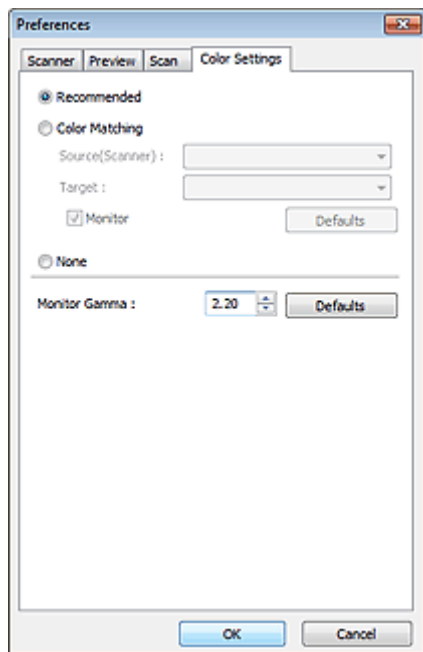 Preferences
Scanner Preview Scan Color Settings
Recommended
Color Matching
Source(Scanner) :
Target :
Monitor Defaults
None
Monitor Gamma : 2.20 Defaults
OK Cancel